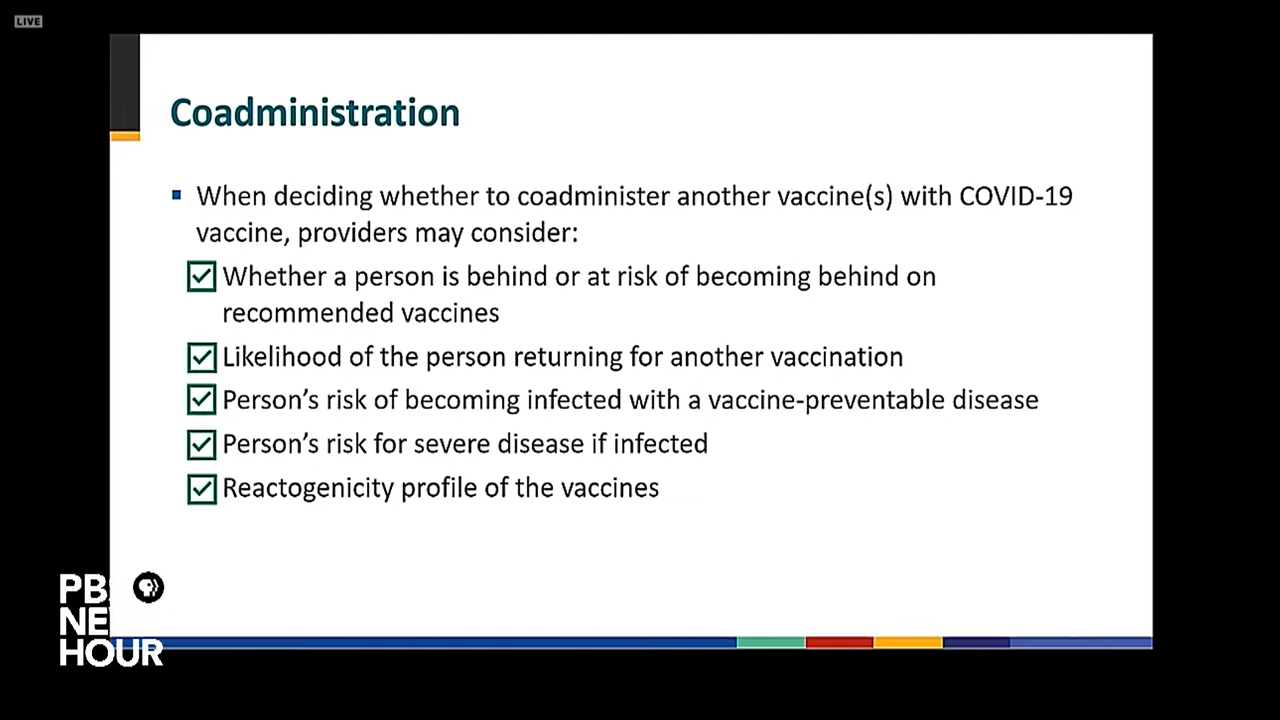 LIVE
Coadministration
When deciding whether to coadminister another vaccine(s) with COVID-19
vaccine, providers may consider:
Whether a person is behind or at risk of becoming behind on
recommended vaccines
Likelihood of the person returning for another vaccination
Person's risk of becoming infected with a vaccine-preventable disease
Person's risk for severe disease if infected
Reactogenicity profile of the vaccines
PB
NE
HOUR